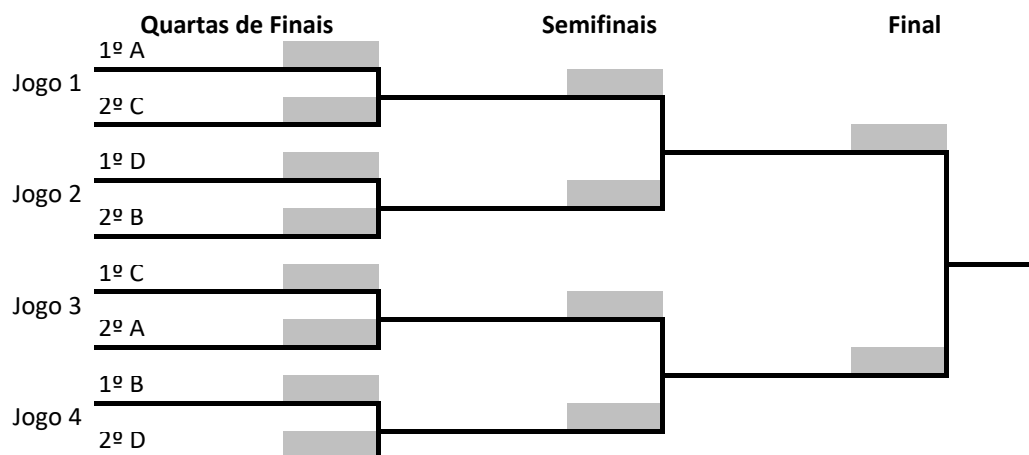 Quartas de Finais Semifinais Final
1º A
Jogo 1
2º C
1º D
Jogo 2
2º B
1º C
Jogo 3
2º A
1º B
Jogo 4
2º D